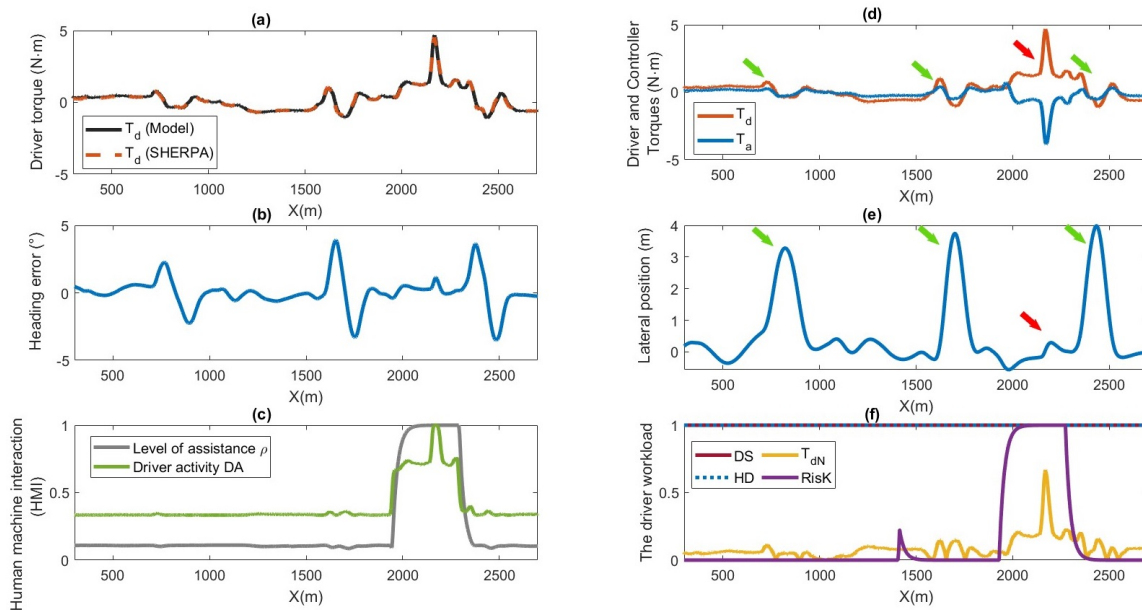 (a)
Driver torque (N·m)
5
0
-5
T_d (Model)
T_d (SHERPA)
500 1000 1500 2000 2500
X(m)
(b)
Heading error (°)
5
0
-5
500 1000 1500 2000 2500
X(m)
(c)
Human machine interaction
(HMI)
1
0.5
0
Level of assistance ρ
Driver activity DA
500 1000 1500 2000 2500
X(m)
(d)
Driver and Controller
Torques (N·m)
5
0
-5
T_d
T_a
500 1000 1500 2000 2500
X(m)
(e)
Lateral position (m)
4
3
2
1
0
500 1000 1500 2000 2500
X(m)
(f)
The driver workload
1
0.5
0
DS T_dN
HD RisK
500 1000 1500 2000 2500
X(m)